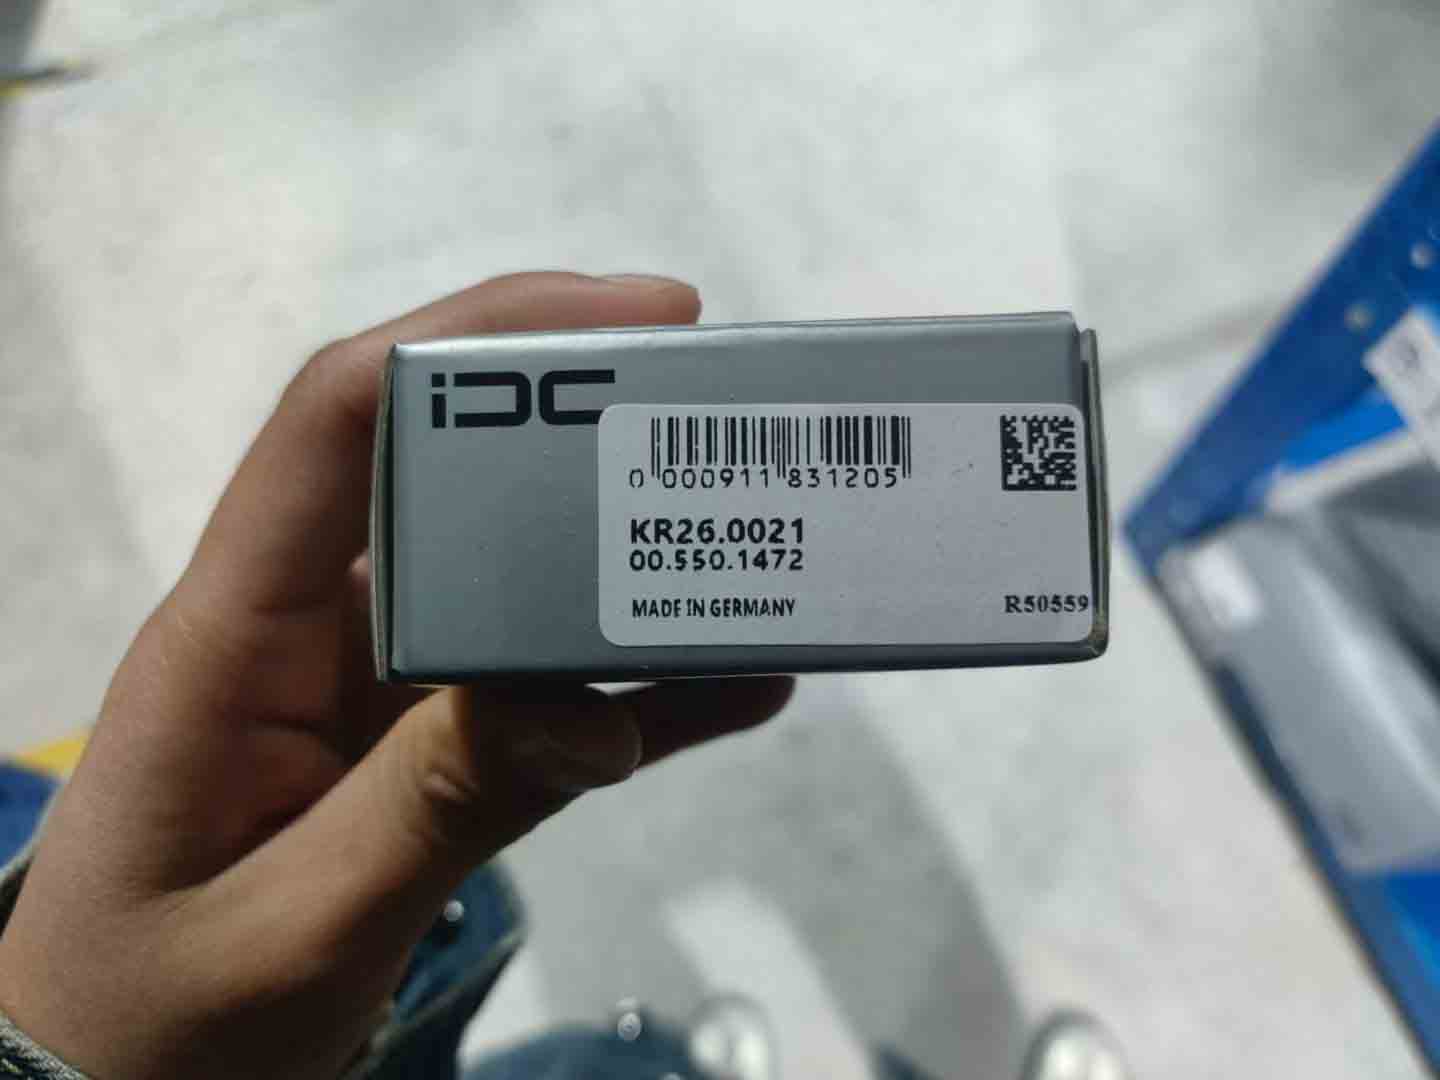 iDC
0 000911 831205
KR26.0021
00.550.1472
MADE IN GERMANY
R50559